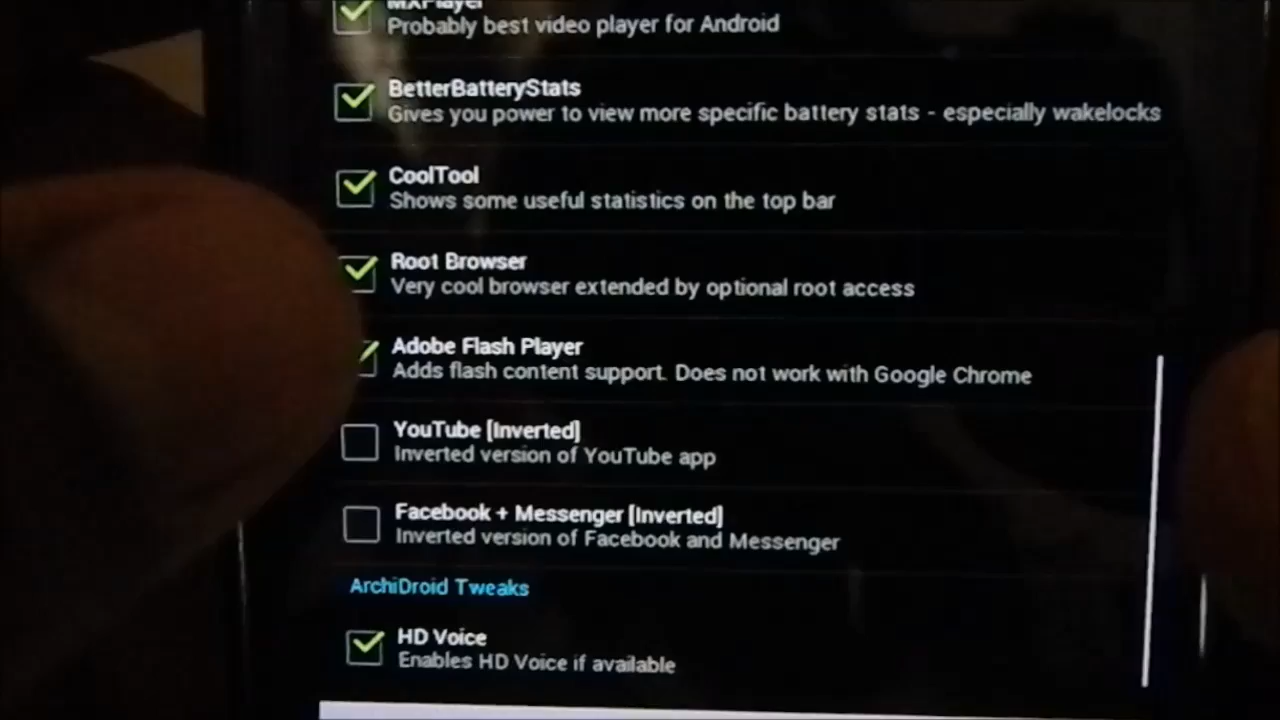 MXPlayer
Probably best video player for Android
BetterBatteryStats
Gives you power to view more specific battery stats - especially wakelocks
CoolTool
Shows some useful statistics on the top bar
Root Browser
Very cool browser extended by optional root access
Adobe Flash Player
Adds flash content support. Does not work with Google Chrome
YouTube [Inverted]
Inverted version of YouTube app
Facebook + Messenger [Inverted]
Inverted version of Facebook and Messenger
ArchiDroid Tweaks
HD Voice
Enables HD Voice if available